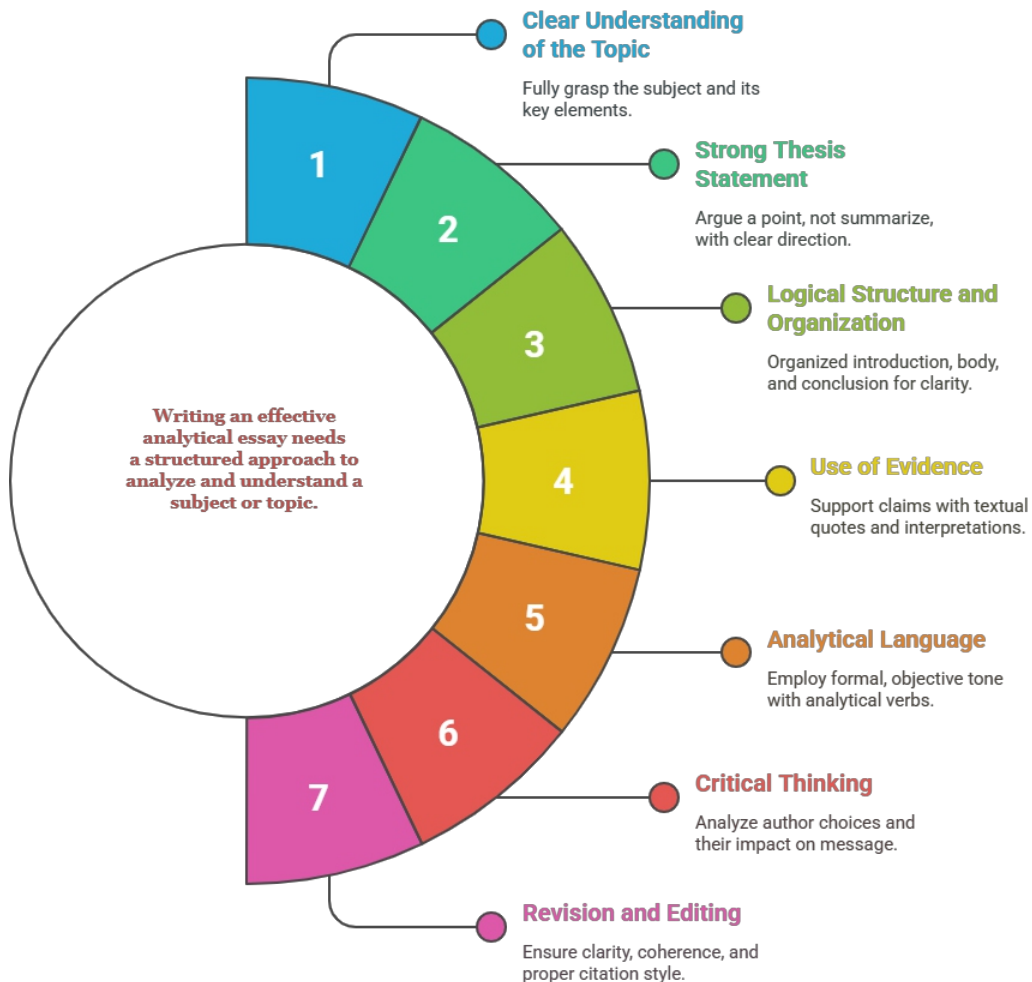 Clear Understanding
of the Topic
Fully grasp the subject and its
key elements.
1
Strong Thesis
Statement
Argue a point, not summarize,
with clear direction.
2
Logical Structure and
Organization
Organized introduction, body,
and conclusion for clarity.
3
Writing an effective
analytical essay needs
a structured approach to
analyze and understand a
subject or topic.
Use of Evidence
Support claims with textual
quotes and interpretations.
4
Analytical Language
Employ formal, objective tone
with analytical verbs.
5
Critical Thinking
Analyze author choices and
their impact on message.
6
Revision and Editing
Ensure clarity, coherence, and
proper citation style.
7